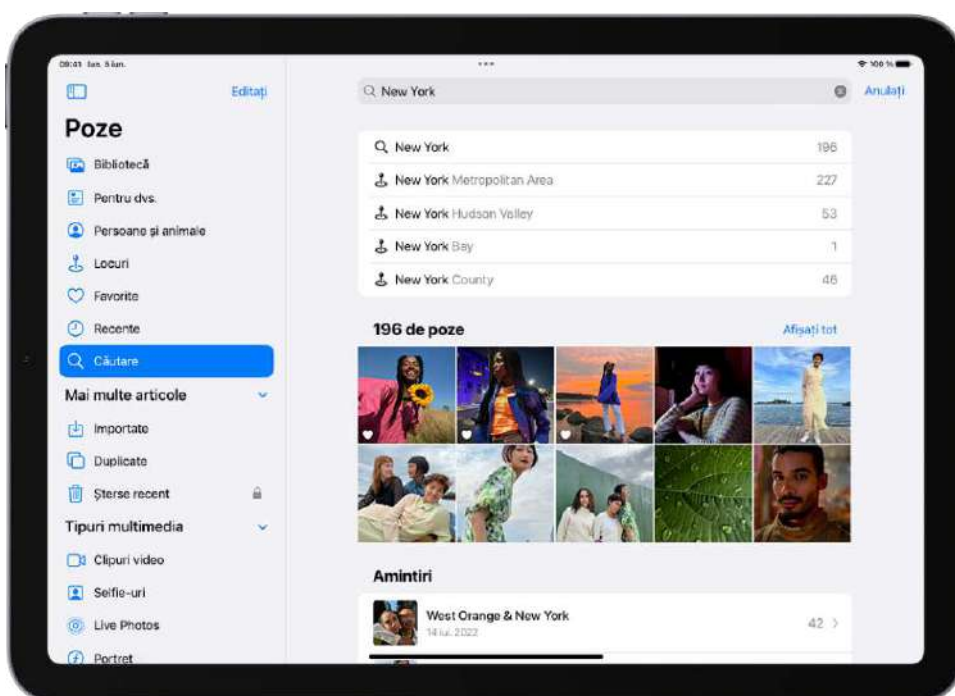 09:41 lun. 5 iun.
100 %
Editați
New York
Anulați
Poze
Bibliotecă
Pentru dvs.
Persoane și animale
Locuri
Favorite
Recente
Căutare
Mai multe articole
Importate
Duplicate
Șterse recent
Tipuri multimedia
Clipuri video
Selfie-uri
Live Photos
Portret
New York 196
New York Metropolitan Area 227
New York Hudson Valley 53
New York Bay 1
New York County 46
196 de poze Afișați tot
Amintiri
West Orange & New York 42
14 iul. 2022